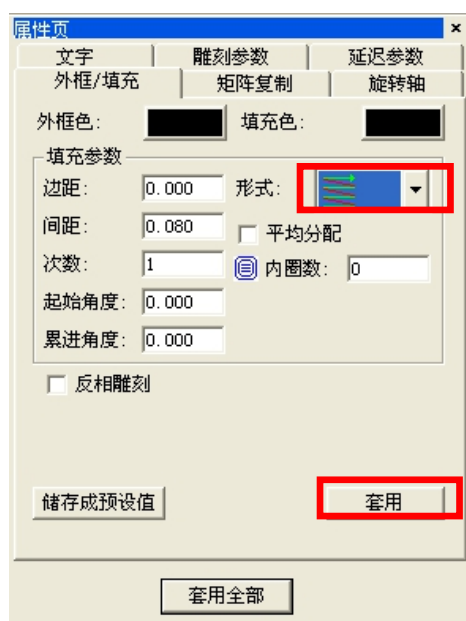 属性页 ×
文字 雕刻参数 延迟参数
外框/填充 矩阵复制 旋转轴
外框色: 填充色:
填充参数
边距: 0.000 形式:
间距: 0.080 平均分配
次数: 1 内圈数: 0
起始角度: 0.000
累进角度: 0.000
反相雕刻
储存成预设值 套用
套用全部